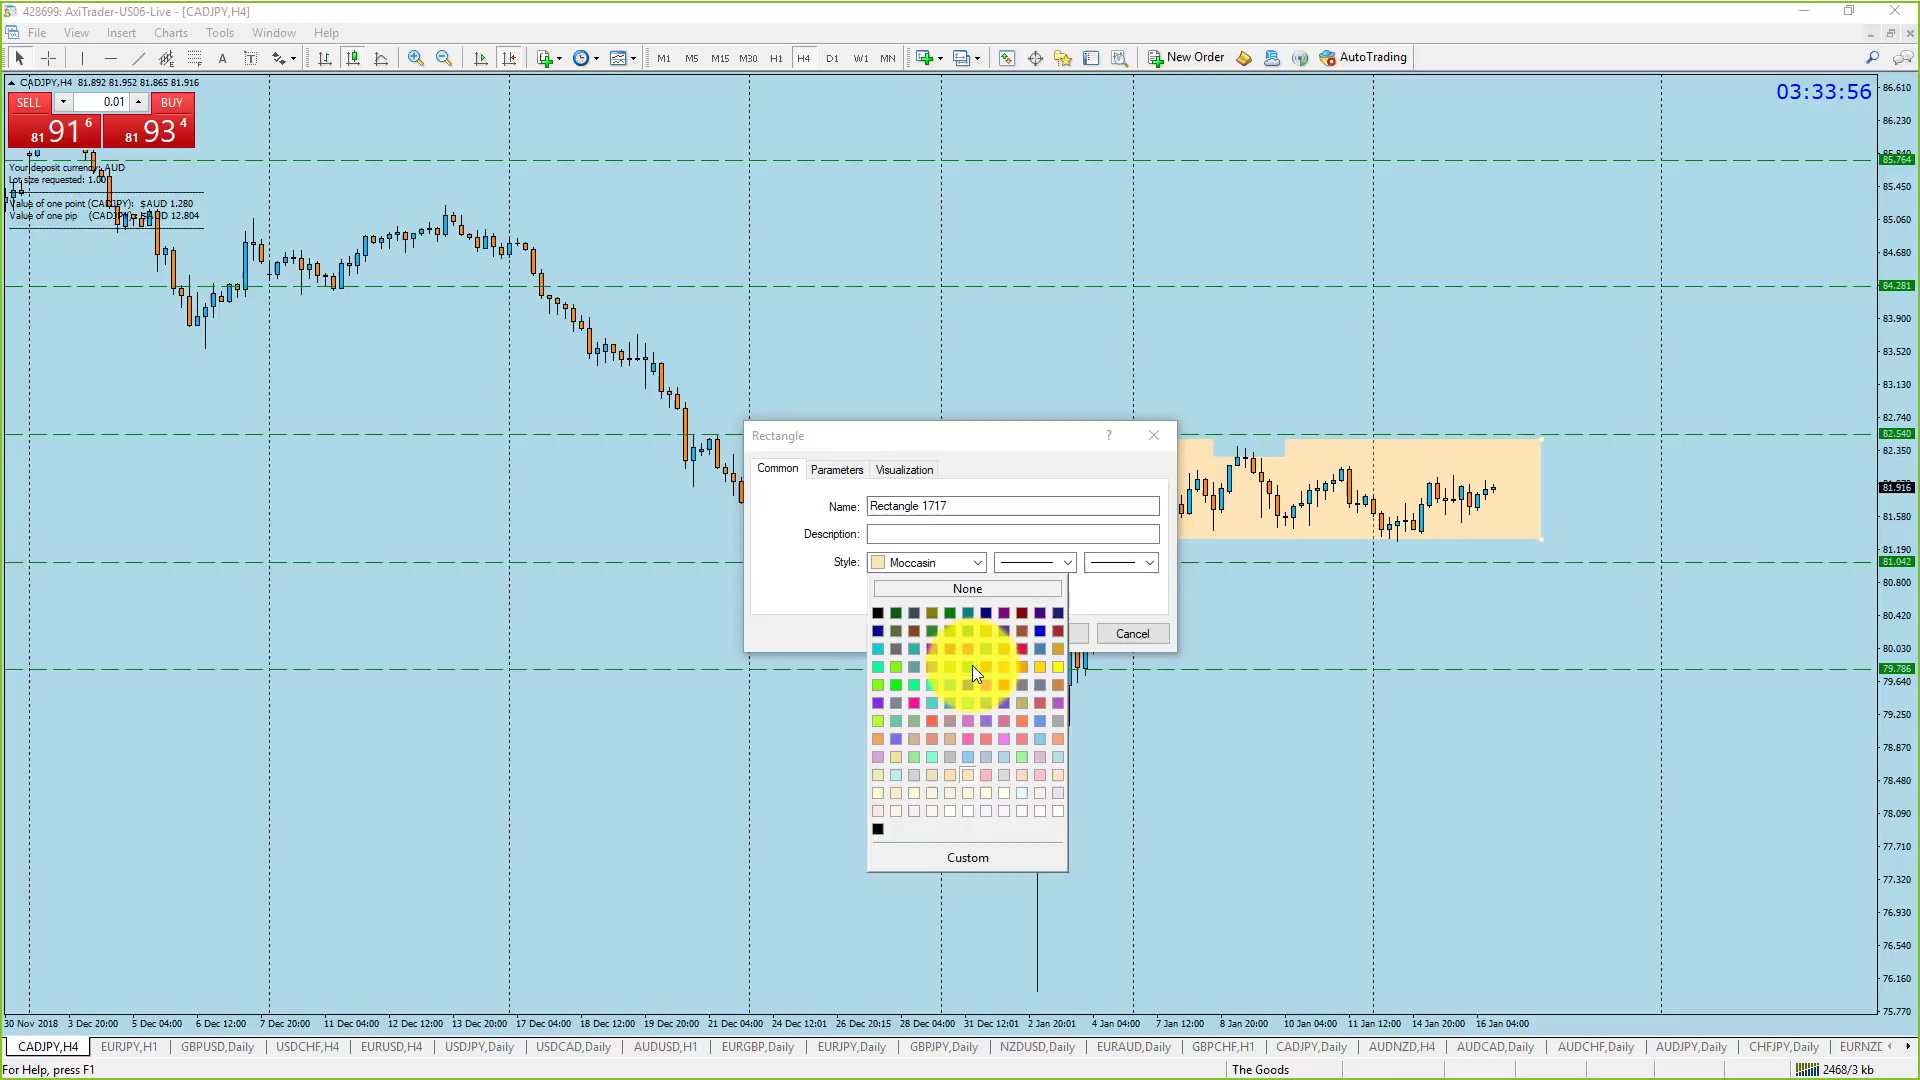 428699: AxiTrader-US06-Live - [CADJPY,H4]
File View Insert Charts Tools Window Help
M1 M5 M15 M30 H1 H4 D1 W1 MN New Order AutoTrading
CADJPY,H4 81.892 81.952 81.865 81.916
03:33:56
SELL 0.01 BUY
81 91 6 81 93 4
Your deposit currency: AUD
Lot size requested: 1.00
Value of one point (CADJPY): $AUD 1.280
Value of one pip (CADJPY): $AUD 12.804
86.610
86.230
85.840
85.764
85.450
85.060
84.680
84.281
83.900
83.520
83.130
82.740
82.540
82.350
81.916
81.580
81.190
81.042
80.800
80.420
80.030
79.786
79.640
79.250
78.870
78.480
78.090
77.710
77.320
76.930
76.540
76.160
75.770
Rectangle ?
Common Parameters Visualization
Name: Rectangle 1717
Description:
Style: Moccasin
None
Cancel
Custom
30 Nov 2018 3 Dec 20:00 5 Dec 04:00 6 Dec 12:00 7 Dec 20:00 11 Dec 04:00 12 Dec 12:00 13 Dec 20:00 17 Dec 04:00 18 Dec 12:00 19 Dec 20:00 21 Dec 04:00 24 Dec 12:01 26 Dec 20:15 28 Dec 04:00 31 Dec 12:01 2 Jan 20:01 4 Jan 04:00 7 Jan 12:00 8 Jan 20:00 10 Jan 04:00 11 Jan 12:00 14 Jan 20:00 16 Jan 04:00
CADJPY,H4 EURJPY,H1 GBPUSD,Daily USDCHF,H4 EURUSD,H4 USDJPY,Daily USDCAD,Daily AUDUSD,H1 EURGBP,Daily EURJPY,Daily GBPJPY,Daily NZDUSD,Daily EURAUD,Daily GBPCHF,H1 CADJPY,Daily AUDNZD,H4 AUDCAD,Daily AUDCHF,Daily AUDJPY,Daily CHFJPY,Daily EURNZ
For Help, press F1 The Goods 2468/3 kb